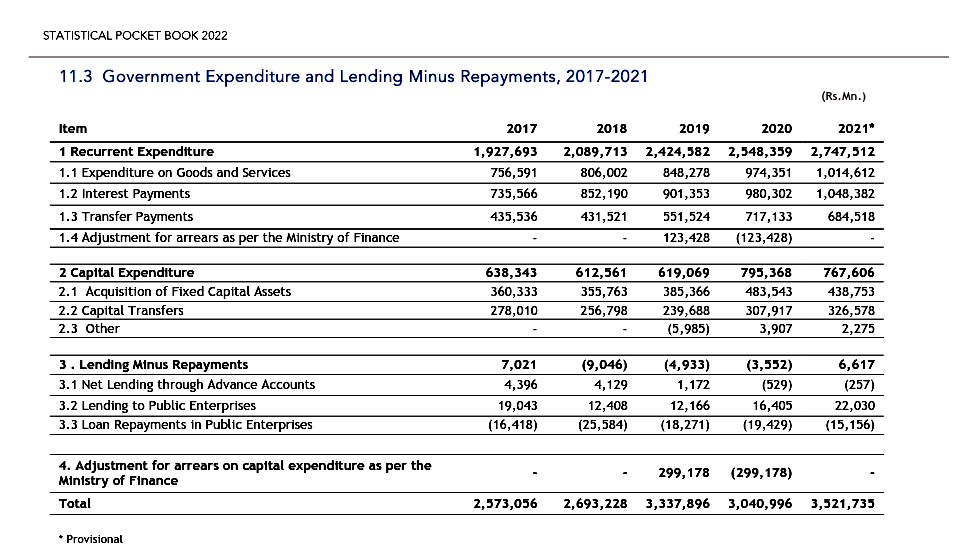 STATISTICAL POCKET BOOK 2022
11.3 Government Expenditure and Lending Minus Repayments, 2017-2021
(Rs.Mn.)
Item 2017 2018 2019 2020 2021*
1 Recurrent Expenditure 1,927,693 2,089,713 2,424,582 2,548,359 2,747,512
1.1 Expenditure on Goods and Services 756,591 806,002 848,278 974,351 1,014,612
1.2 Interest Payments 735,566 852,190 901,353 980,302 1,048,382
1.3 Transfer Payments 435,536 431,521 551,524 717,133 684,518
1.4 Adjustment for arrears as per the Ministry of Finance - - 123,428 (123,428) -
2 Capital Expenditure 638,343 612,561 619,069 795,368 767,606
2.1 Acquisition of Fixed Capital Assets 360,333 355,763 385,366 483,543 438,753
2.2 Capital Transfers 278,010 256,798 239,688 307,917 326,578
2.3 Other - - (5,985) 3,907 2,275
3 . Lending Minus Repayments 7,021 (9,046) (4,933) (3,552) 6,617
3.1 Net Lending through Advance Accounts 4,396 4,129 1,172 (529) (257)
3.2 Lending to Public Enterprises 19,043 12,408 12,166 16,405 22,030
3.3 Loan Repayments in Public Enterprises (16,418) (25,584) (18,271) (19,429) (15,156)
4. Adjustment for arrears on capital expenditure as per the
Ministry of Finance - - 299,178 (299,178) -
Total 2,573,056 2,693,228 3,337,896 3,040,996 3,521,735
* Provisional